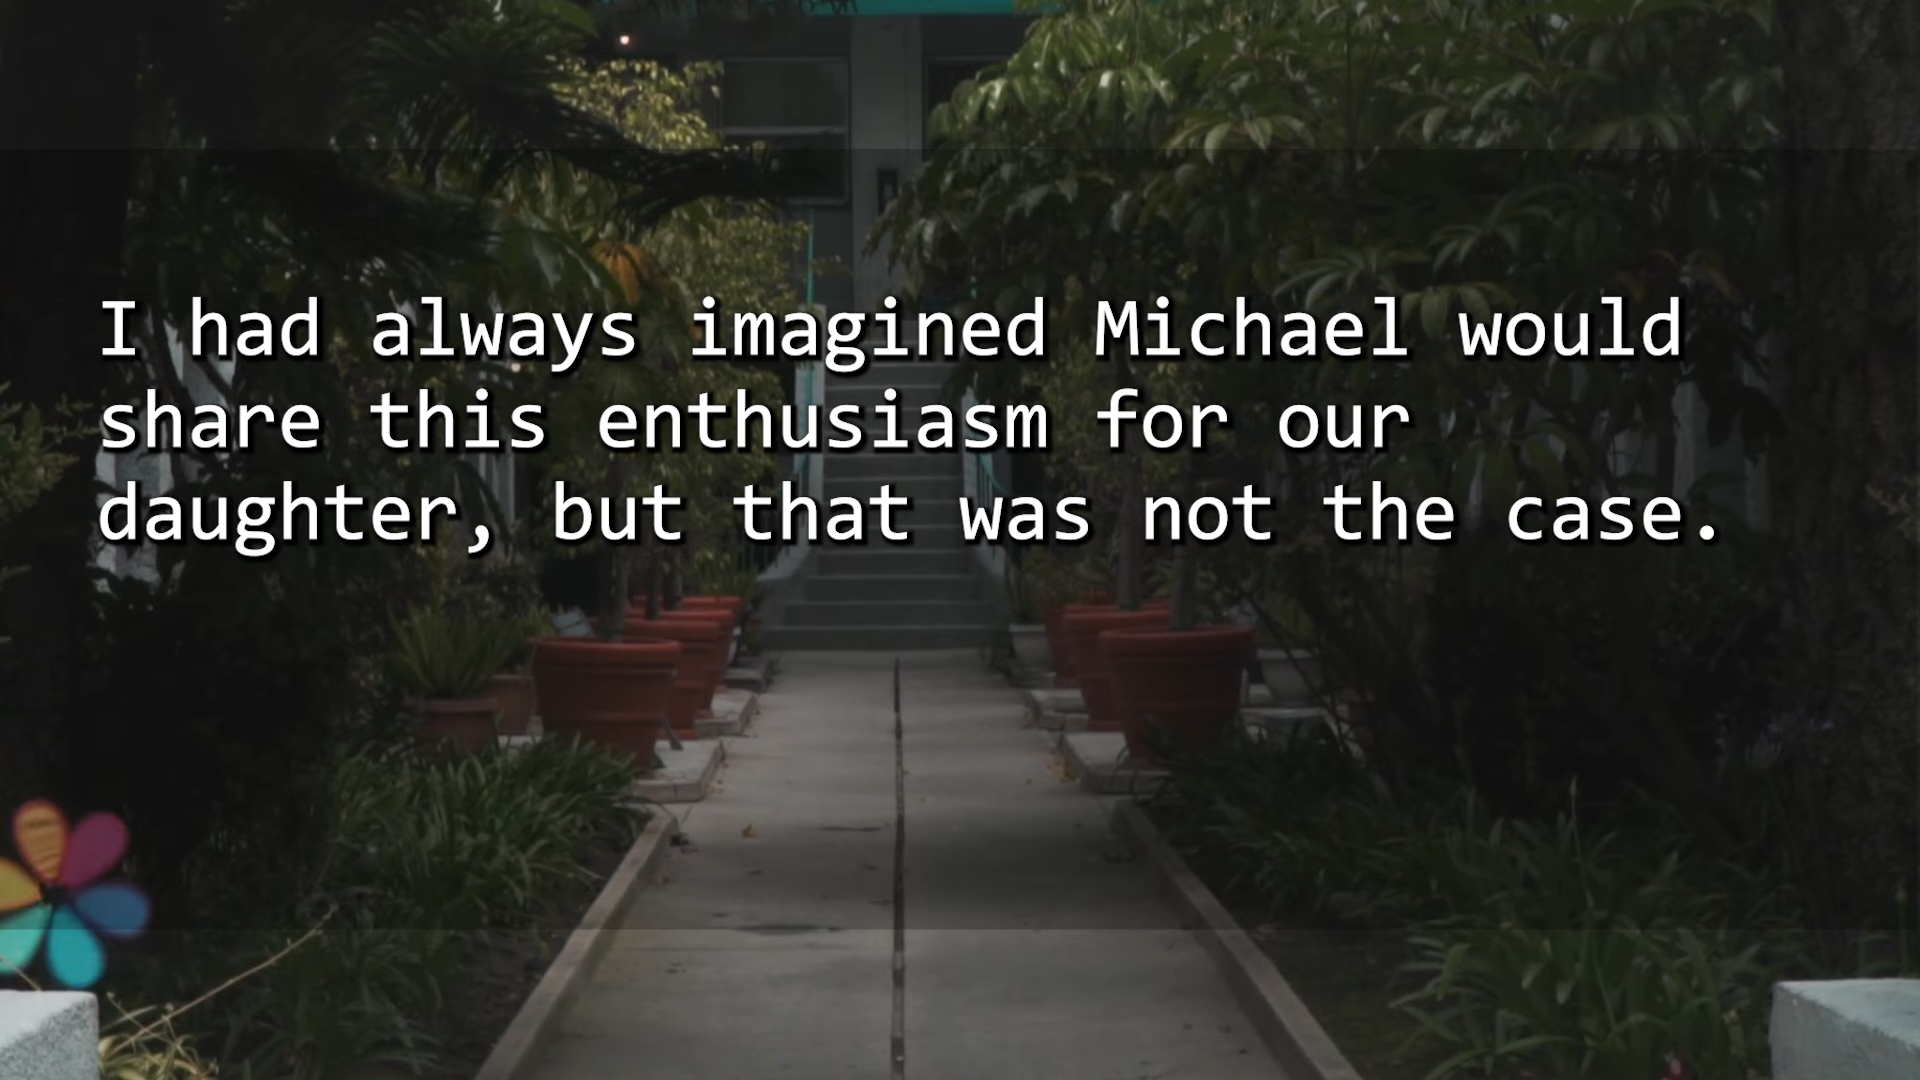 I had always imagined Michael would
share this enthusiasm for our
daughter, but that was not the case.